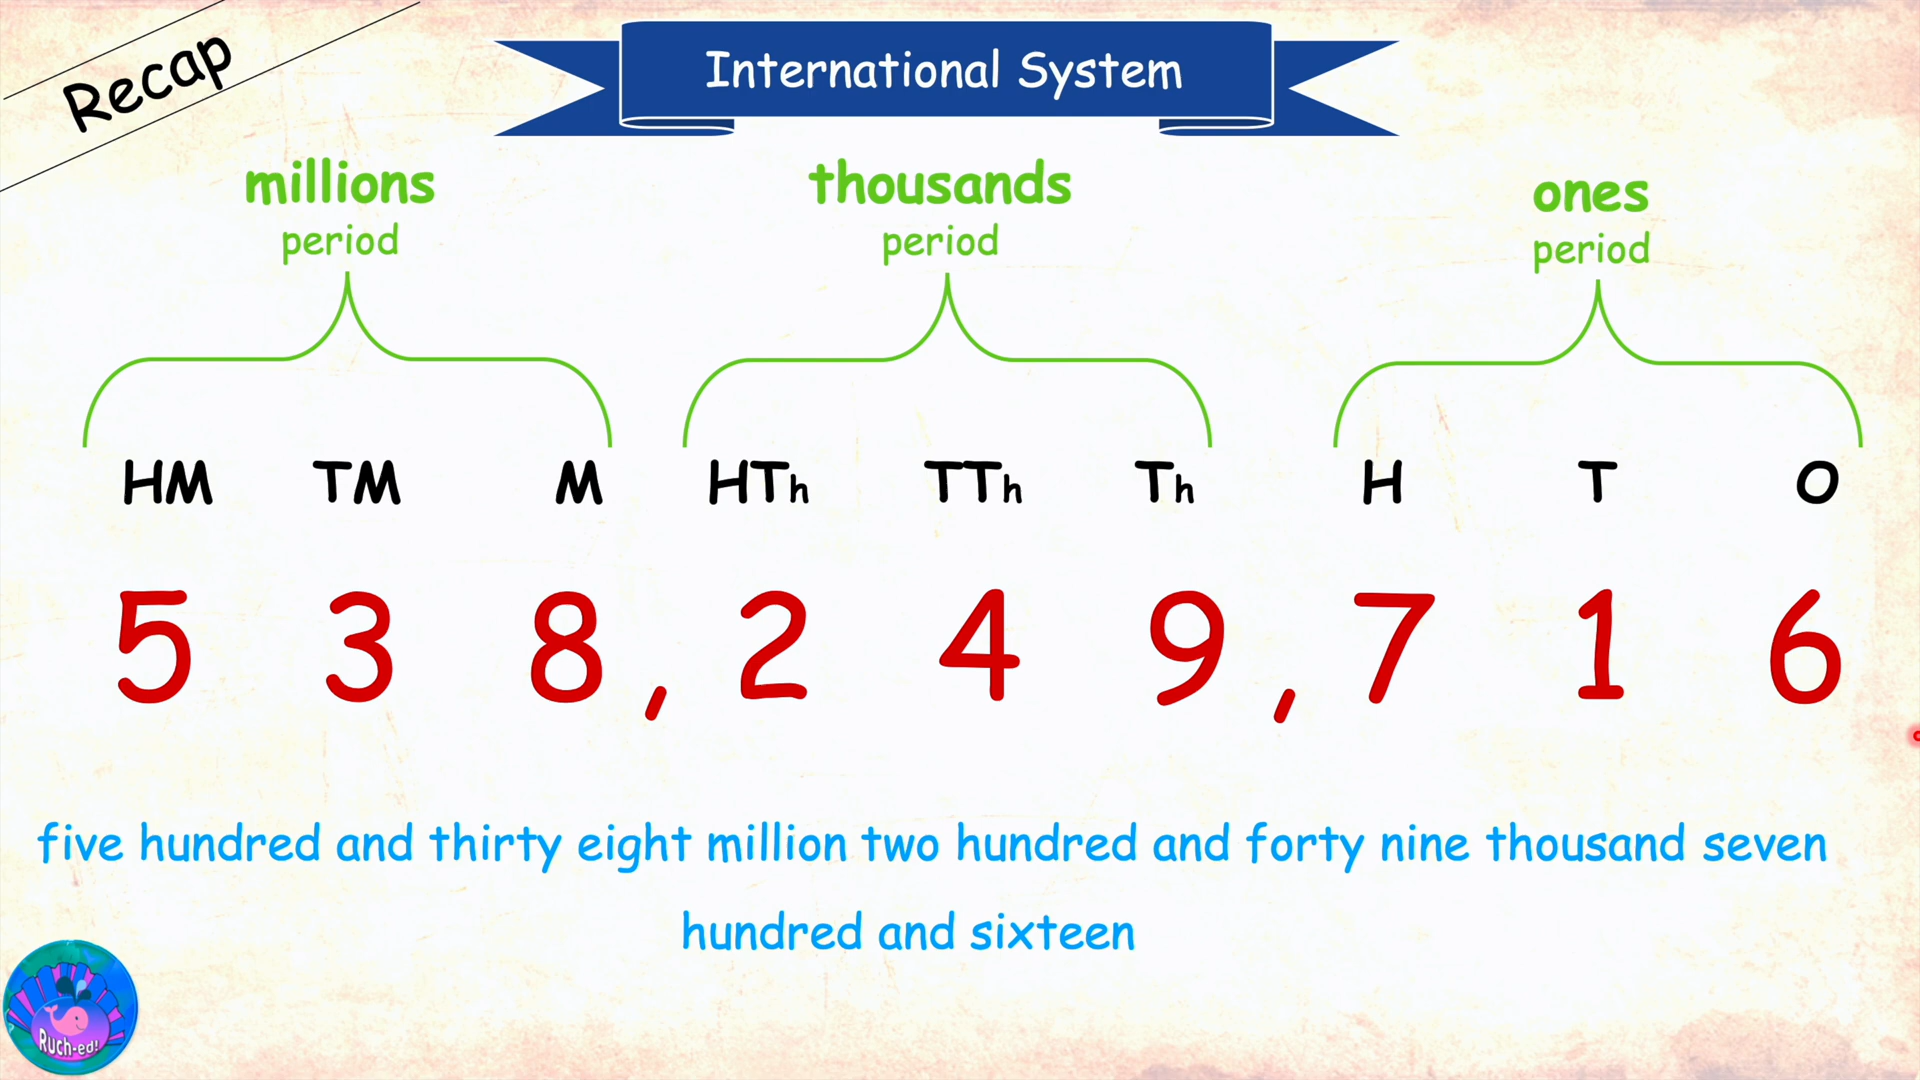 Recap
International System
millions thousands ones
period period period
HM TM M HTh TTh Th H T O
5 3 8 , 2 4 9 , 7 1 6
five hundred and thirty eight million two hundred and forty nine thousand seven
hundred and sixteen
Ruch-ed!